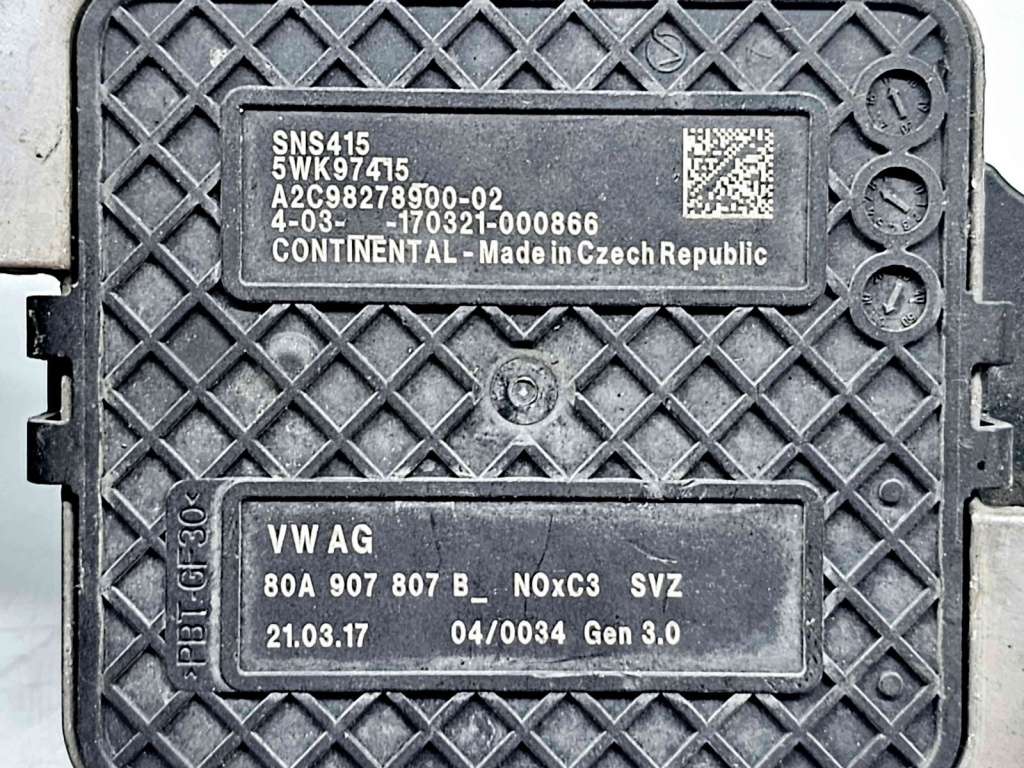 SNS415
5WK97415
A2C98278900-02
4-03-__-170321-000866
CONTINENTAL - Made in Czech Republic
>PBT-GF30<
VW AG
80A 907 807 B_ NOxC3 SVZ
21.03.17 04/0034 Gen 3.0